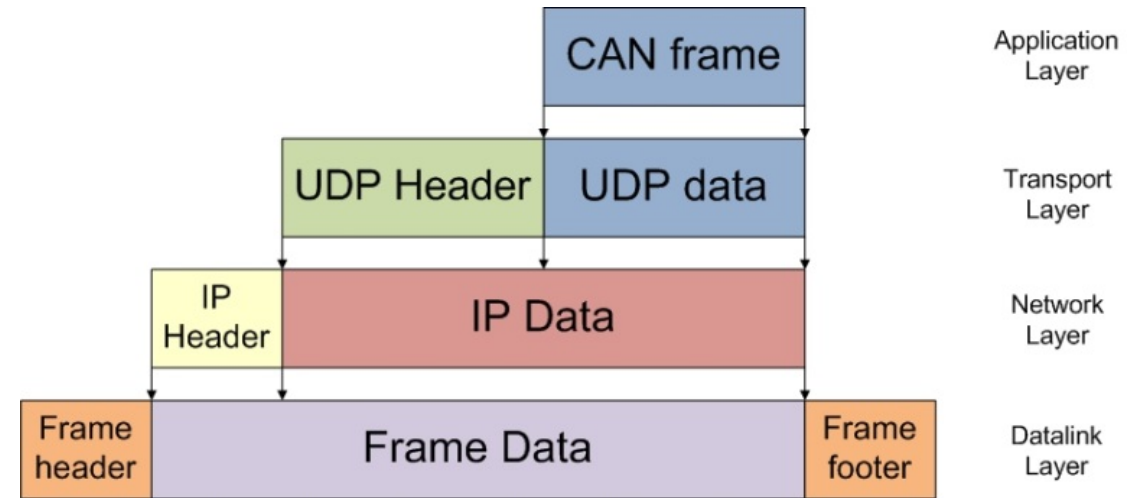 CAN frame
Application
Layer
UDP Header
UDP data
Transport
Layer
IP
Header
IP Data
Network
Layer
Frame
header
Frame Data
Frame
footer
Datalink
Layer